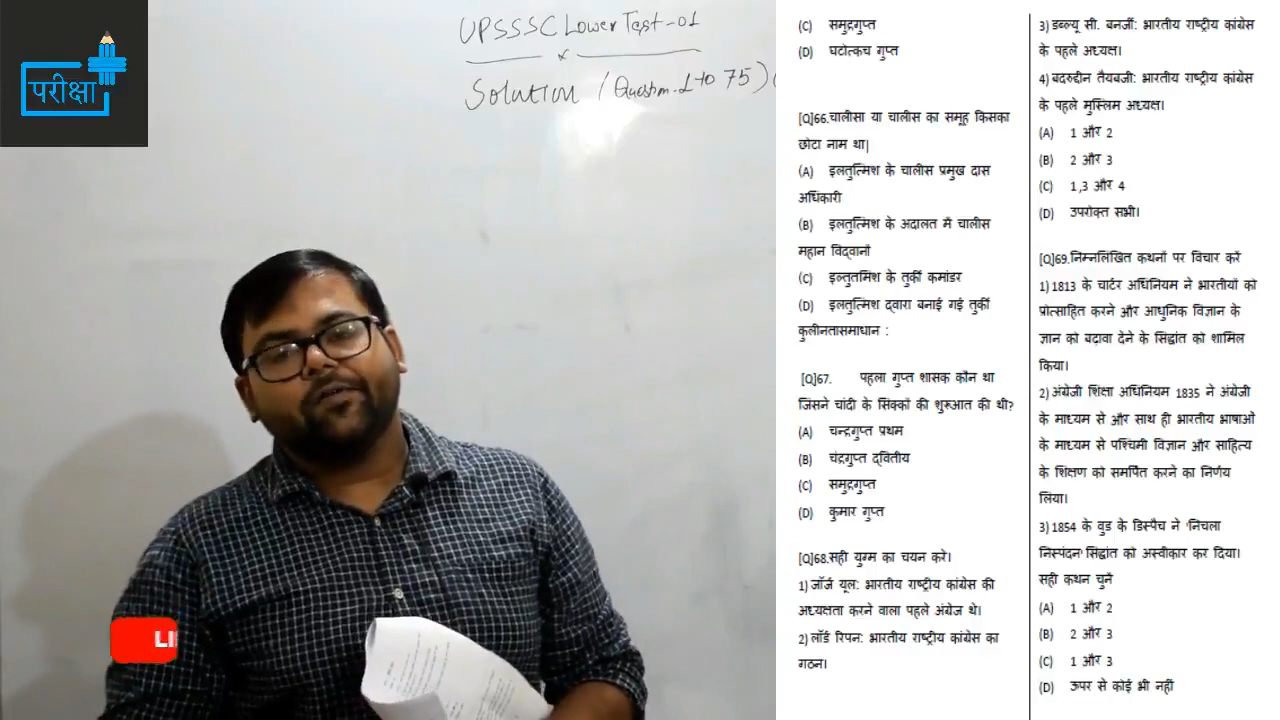 परीक्षा
UPSSSC Lower Test-01
Solution (Question-1 to 75)
LI
(C) समुद्रगुप्त
(D) घटोत्कच गुप्त
[Q]66.चालीसा या चालीस का समूह किसका
छोटा नाम था|
(A) इलतुत्मिश के चालीस प्रमुख दास
अधिकारी
(B) इलतुत्मिश के अदालत में चालीस
महान विद्वानों
(C) इल्तुतमिश के तुर्की कमांडर
(D) इलतुत्मिश द्वारा बनाई गई तुर्की
कुलीनतासमाधान :
[Q]67. पहला गुप्त शासक कौन था
जिसने चांदी के सिक्कों की शुरूआत की थी?
(A) चन्द्रगुप्त प्रथम
(B) चंद्रगुप्त द्वितीय
(C) समुद्रगुप्त
(D) कुमार गुप्त
[Q]68.सही युग्म का चयन करे।
1) जॉर्ज यूल: भारतीय राष्ट्रीय कांग्रेस की
अध्यक्षता करने वाला पहले अंग्रेज थे।
2) लॉर्ड रिपन: भारतीय राष्ट्रीय कांग्रेस का
गठन।
3) डब्ल्यू सी. बनर्जी: भारतीय राष्ट्रीय कांग्रेस
के पहले अध्यक्ष।
4) बदरुद्दीन तैयबजी: भारतीय राष्ट्रीय कांग्रेस
के पहले मुस्लिम अध्यक्ष।
(A) 1 और 2
(B) 2 और 3
(C) 1,3 और 4
(D) उपरोक्त सभी।
[Q]69.निम्नलिखित कथनों पर विचार करें
1) 1813 के चार्टर अधिनियम ने भारतीयों को
प्रोत्साहित करने और आधुनिक विज्ञान के
ज्ञान को बढ़ावा देने के सिद्धांत को शामिल
किया।
2) अंग्रेजी शिक्षा अधिनियम 1835 ने अंग्रेजी
के माध्यम से और साथ ही भारतीय भाषाओं
के माध्यम से पश्चिमी विज्ञान और साहित्य
के शिक्षण को समर्पित करने का निर्णय
लिया।
3) 1854 के वुड के डिस्पैच ने 'निचला
निस्पंदन' सिद्धांत को अस्वीकार कर दिया।
सही कथन चुनें
(A) 1 और 2
(B) 2 और 3
(C) 1 और 3
(D) ऊपर से कोई भी नहीं